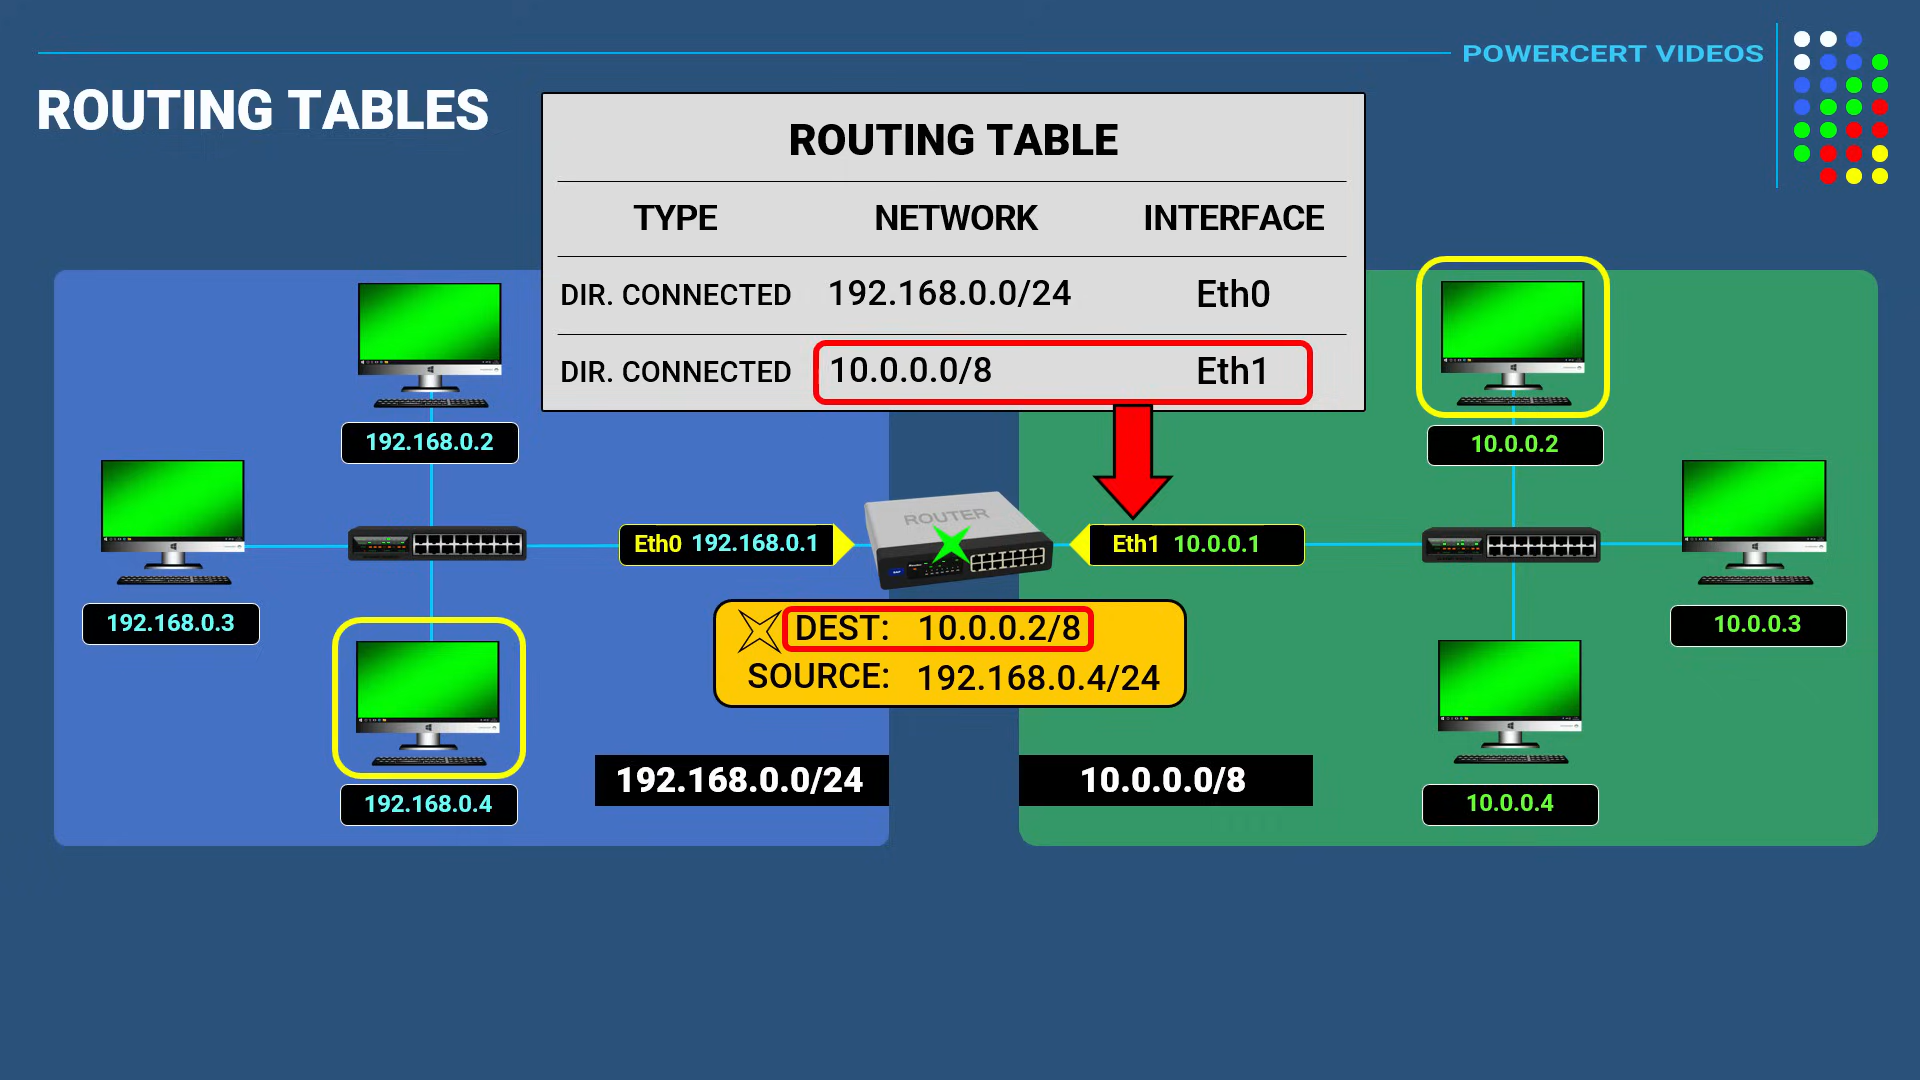 POWERCERT VIDEOS
ROUTING TABLES
ROUTING TABLE
TYPE NETWORK INTERFACE
DIR. CONNECTED 192.168.0.0/24 Eth0
DIR. CONNECTED 10.0.0.0/8 Eth1
192.168.0.2
10.0.0.2
ROUTER
Eth0 192.168.0.1
Eth1 10.0.0.1
192.168.0.3
10.0.0.3
DEST: 10.0.0.2/8
SOURCE: 192.168.0.4/24
192.168.0.0/24
10.0.0.0/8
192.168.0.4
10.0.0.4